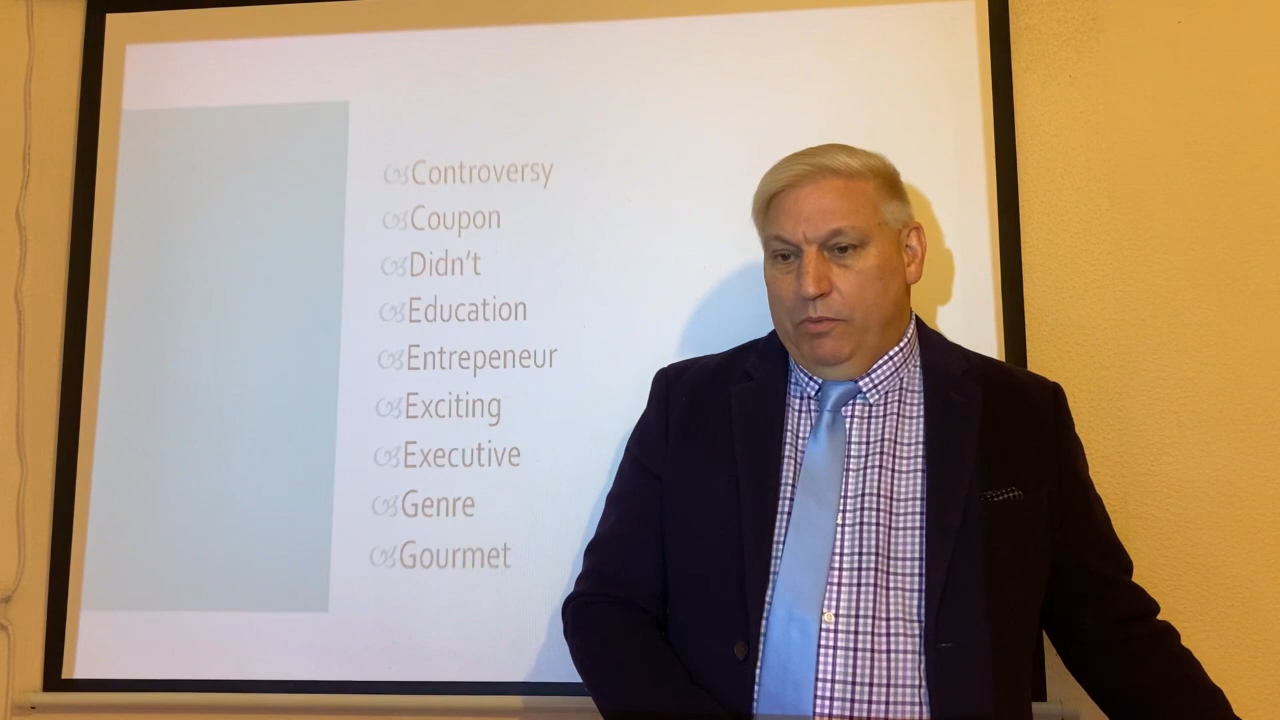 Controversy
Coupon
Didn't
Education
Entrepeneur
Exciting
Executive
Genre
Gourmet